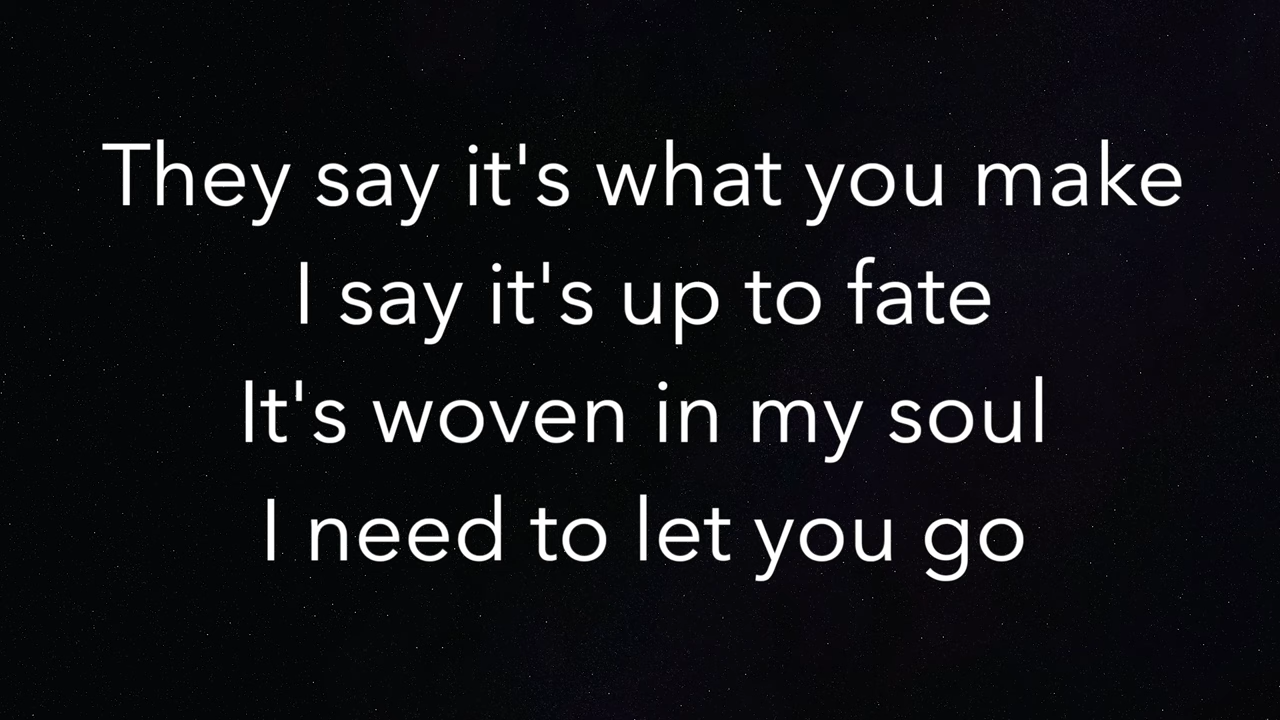 They say it's what you make
I say it's up to fate
It's woven in my soul
I need to let you go